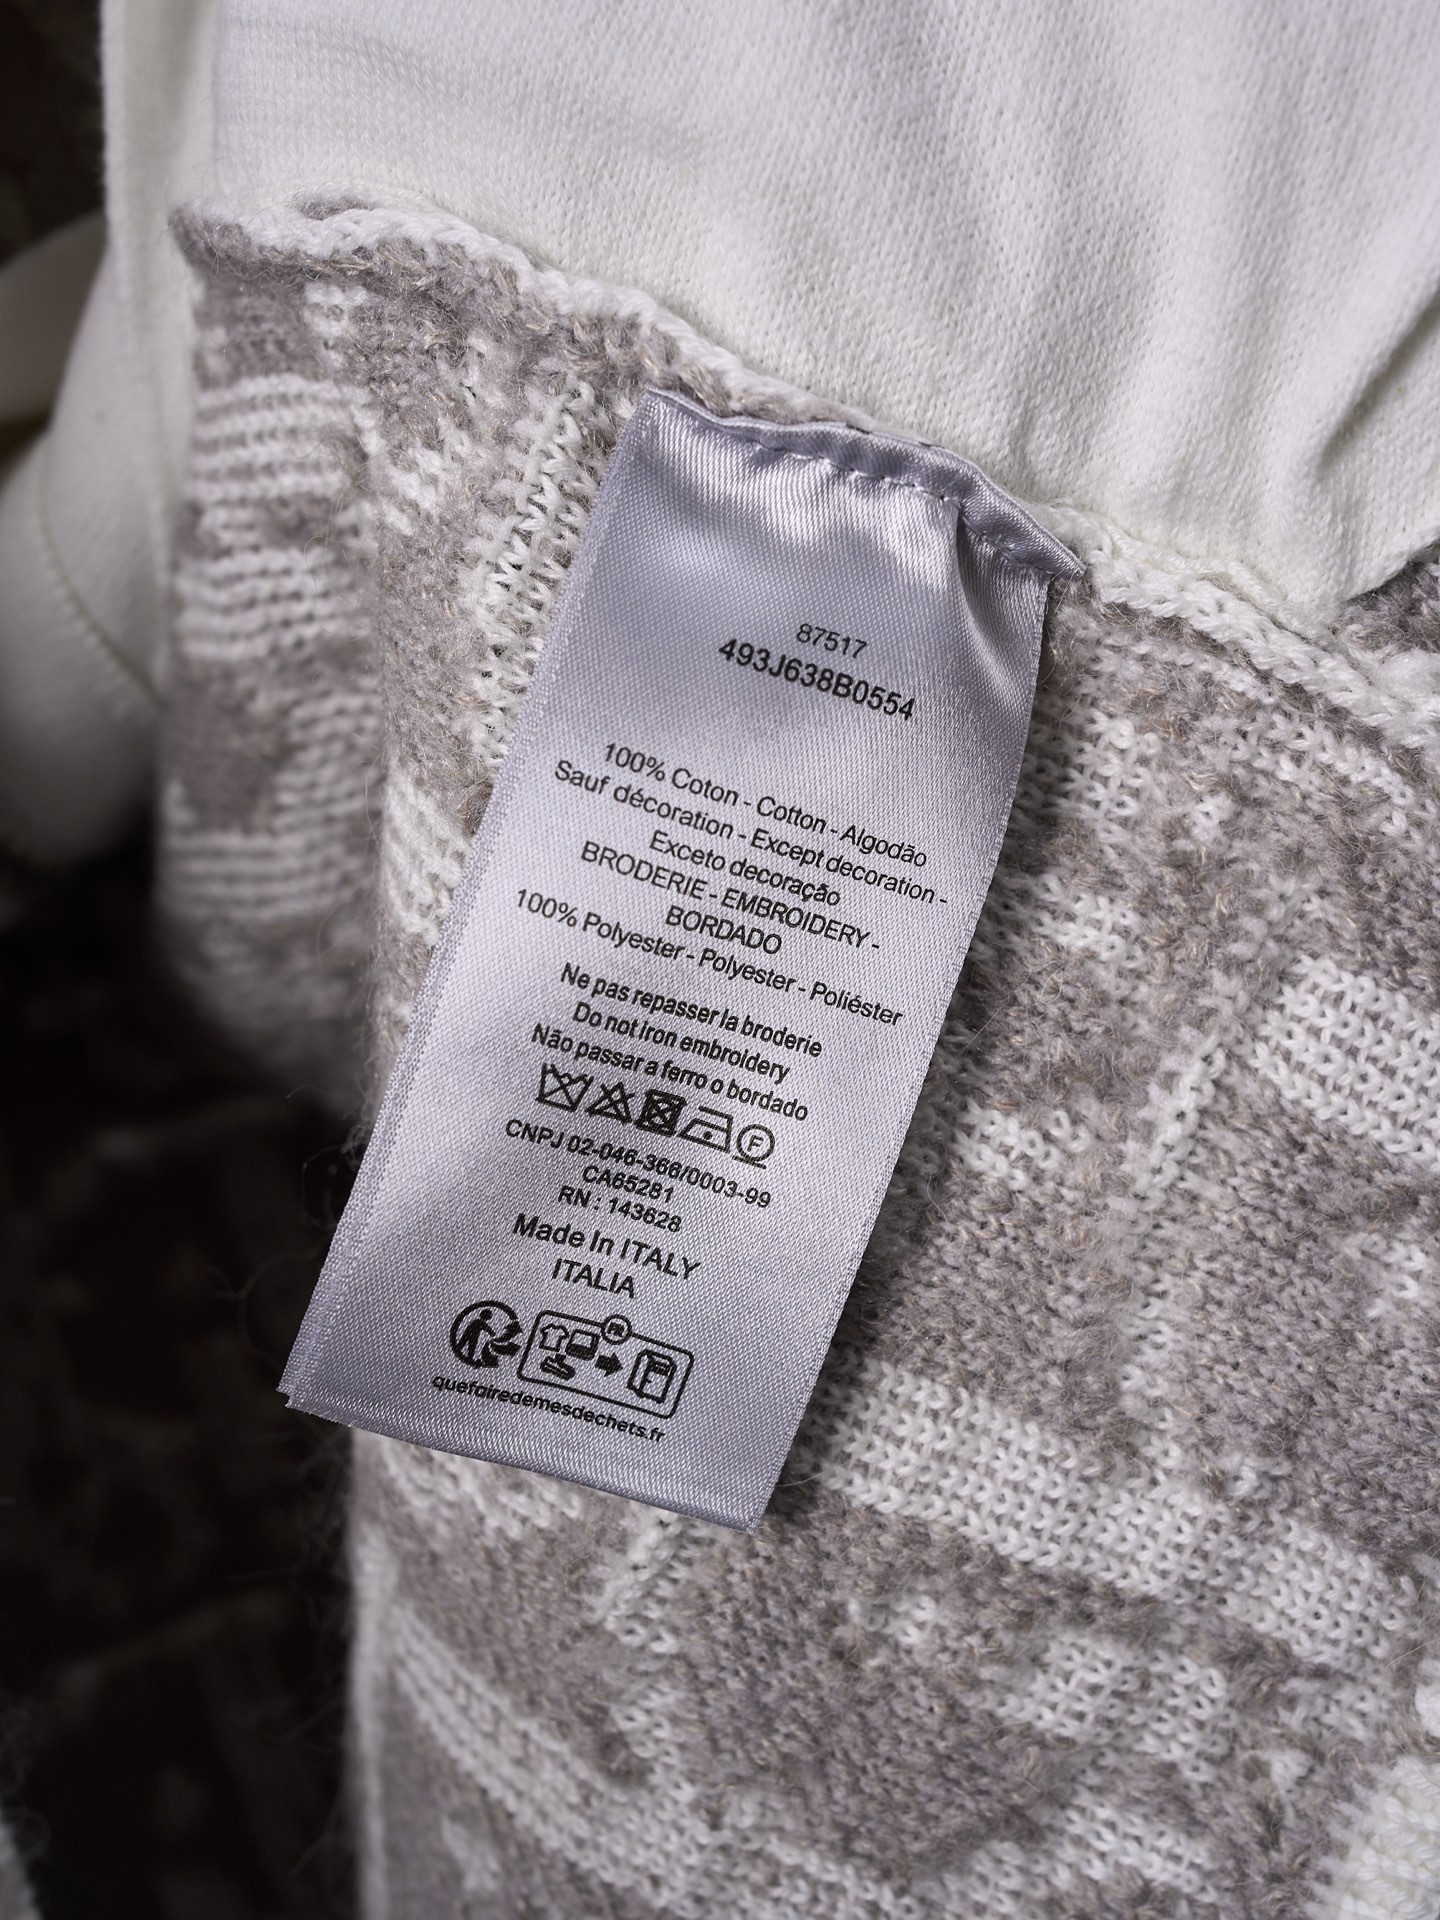 87517
493J638B0554
100% Coton - Cotton - Algodão
Sauf décoration - Except decoration -
Exceto decoração
BRODERIE - EMBROIDERY -
BORDADO
100% Polyester - Polyester - Poliéster
Ne pas repasser la broderie
Do not Iron embroidery
Não passar a ferro o bordado
F
CNPJ 02-046-366/0003-99
CA65281
RN : 143628
Made In ITALY
ITALIA
FR
quefairedemesdechets.fr